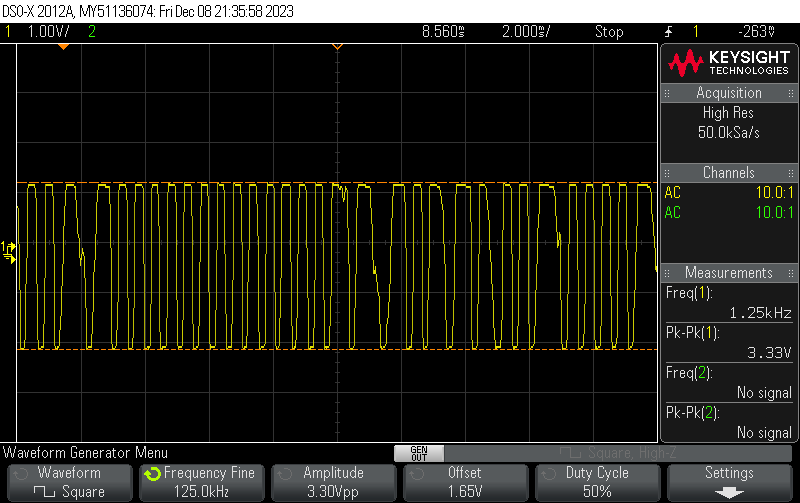 DSO-X 2012A, MY51136074: Fri Dec 08 21:35:58 2023
1 1.00V/ 2 8.560s 2.000s/ Stop 1 -263V
KEYSIGHT
TECHNOLOGIES
Acquisition
High Res
50.0kSa/s
Channels
AC 10.0:1
AC 10.0:1
Measurements
Freq(1):
1.25kHz
Pk-Pk(1):
3.33V
Freq(2):
No signal
Pk-Pk(2):
No signal
1
Waveform Generator Menu
GEN
OUT
Square, High-Z
Waveform
Square
Frequency Fine
125.0kHz
Amplitude
3.30Vpp
Offset
1.65V
Duty Cycle
50%
Settings